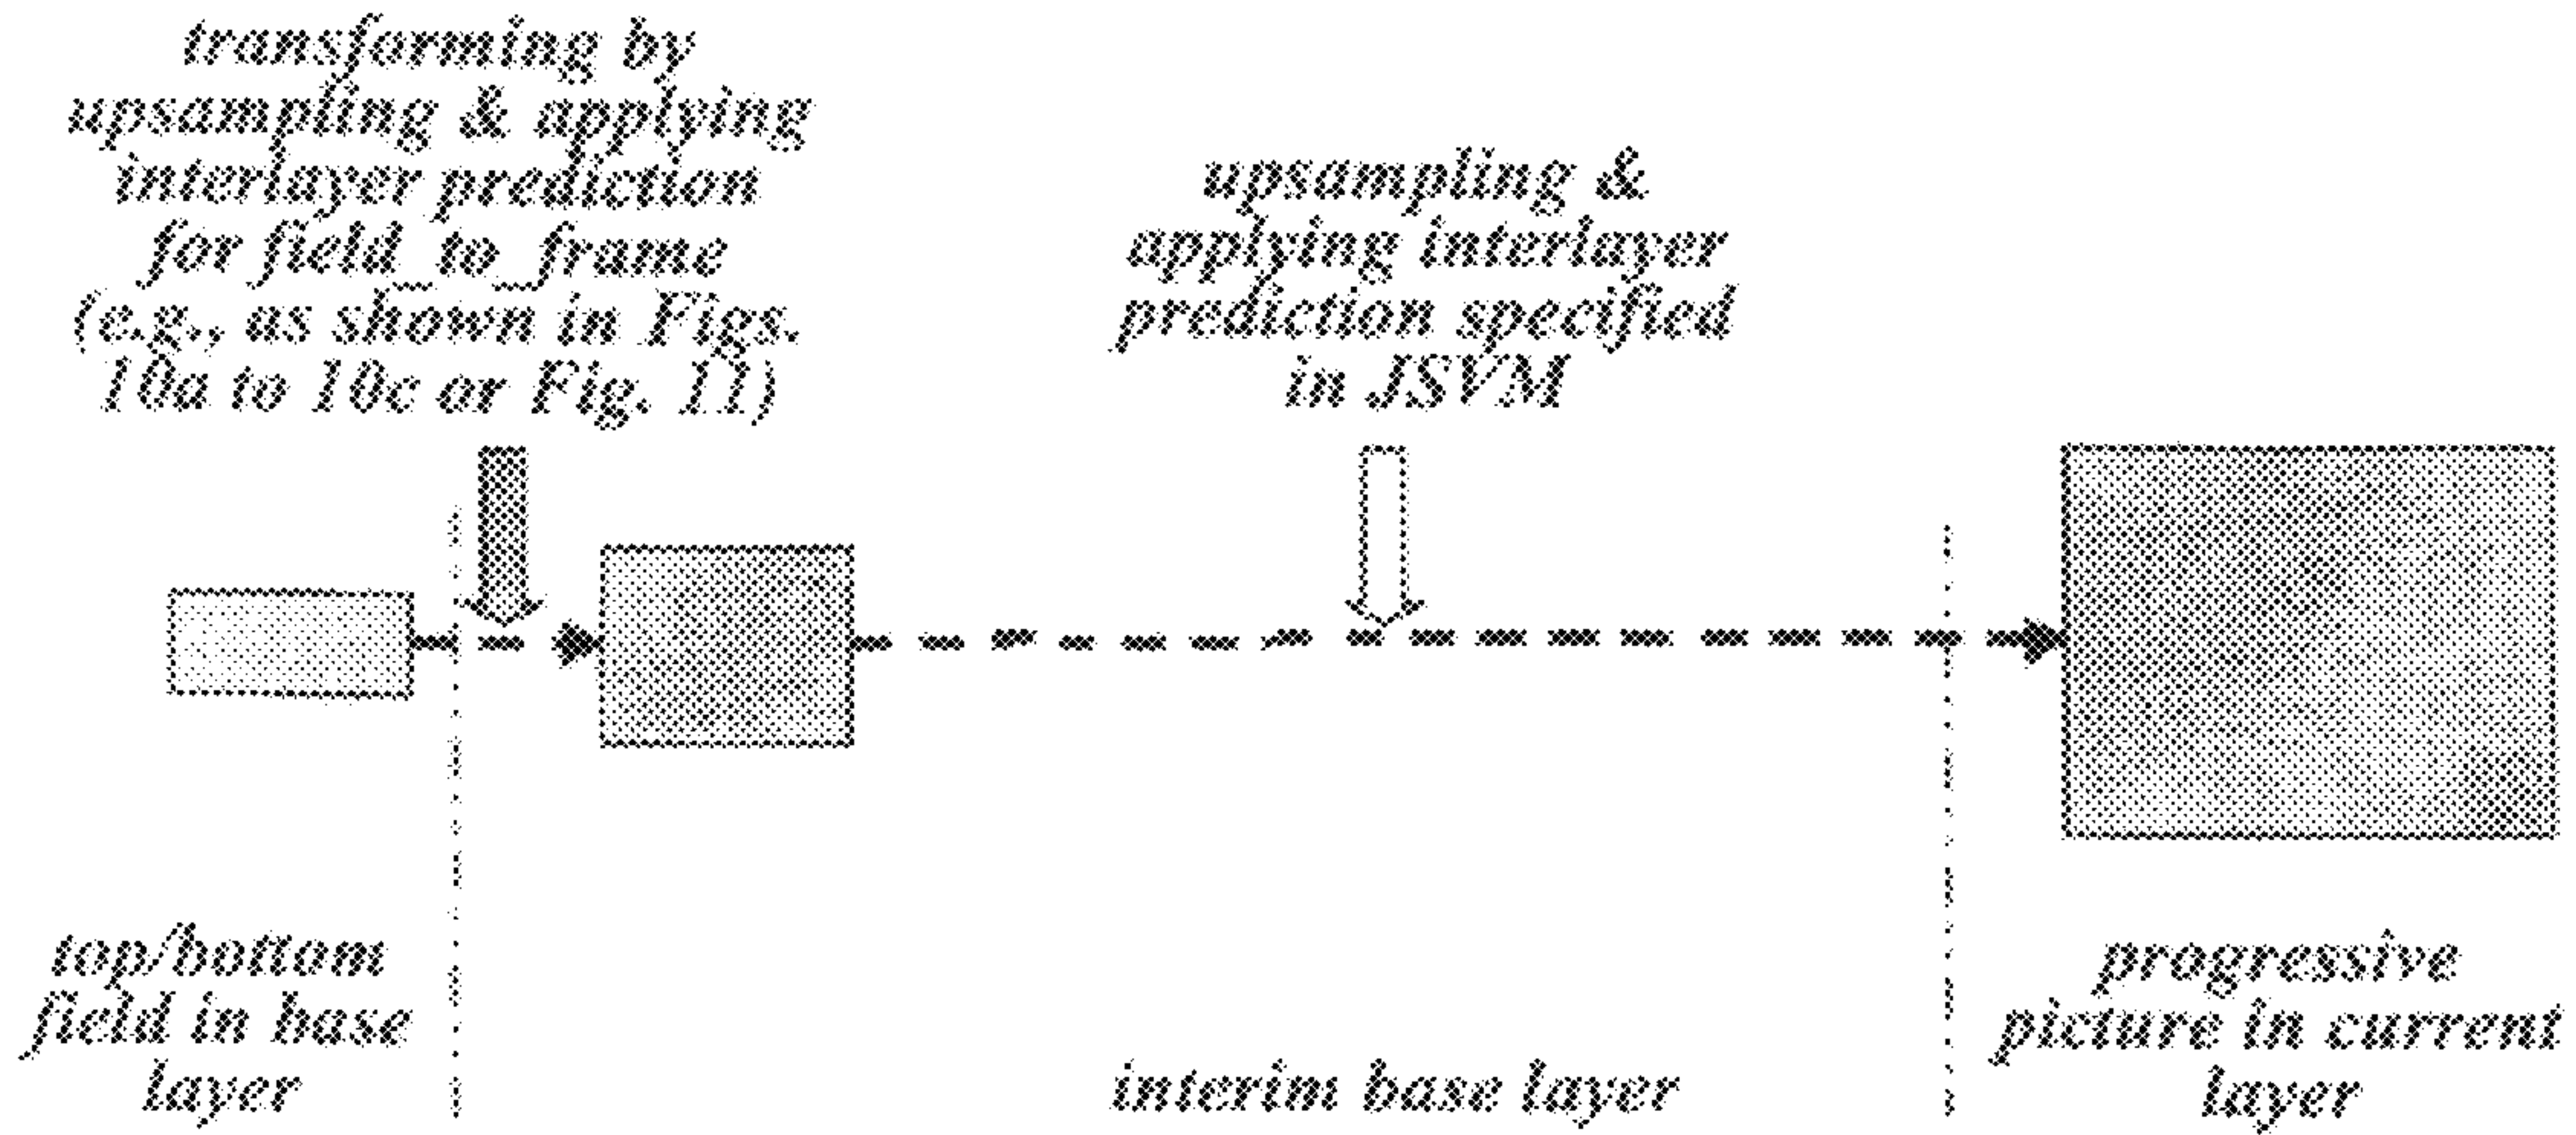 transforming by
upsampling & applying
interlayer prediction
for field_to_frame
(e.g., as shown in Figs.
10a to 10c or Fig. 11)
upsampling &
applying interlayer
prediction specified
in JSVM
top/bottom
field in base
layer
interim base layer
progressive
picture in current
layer